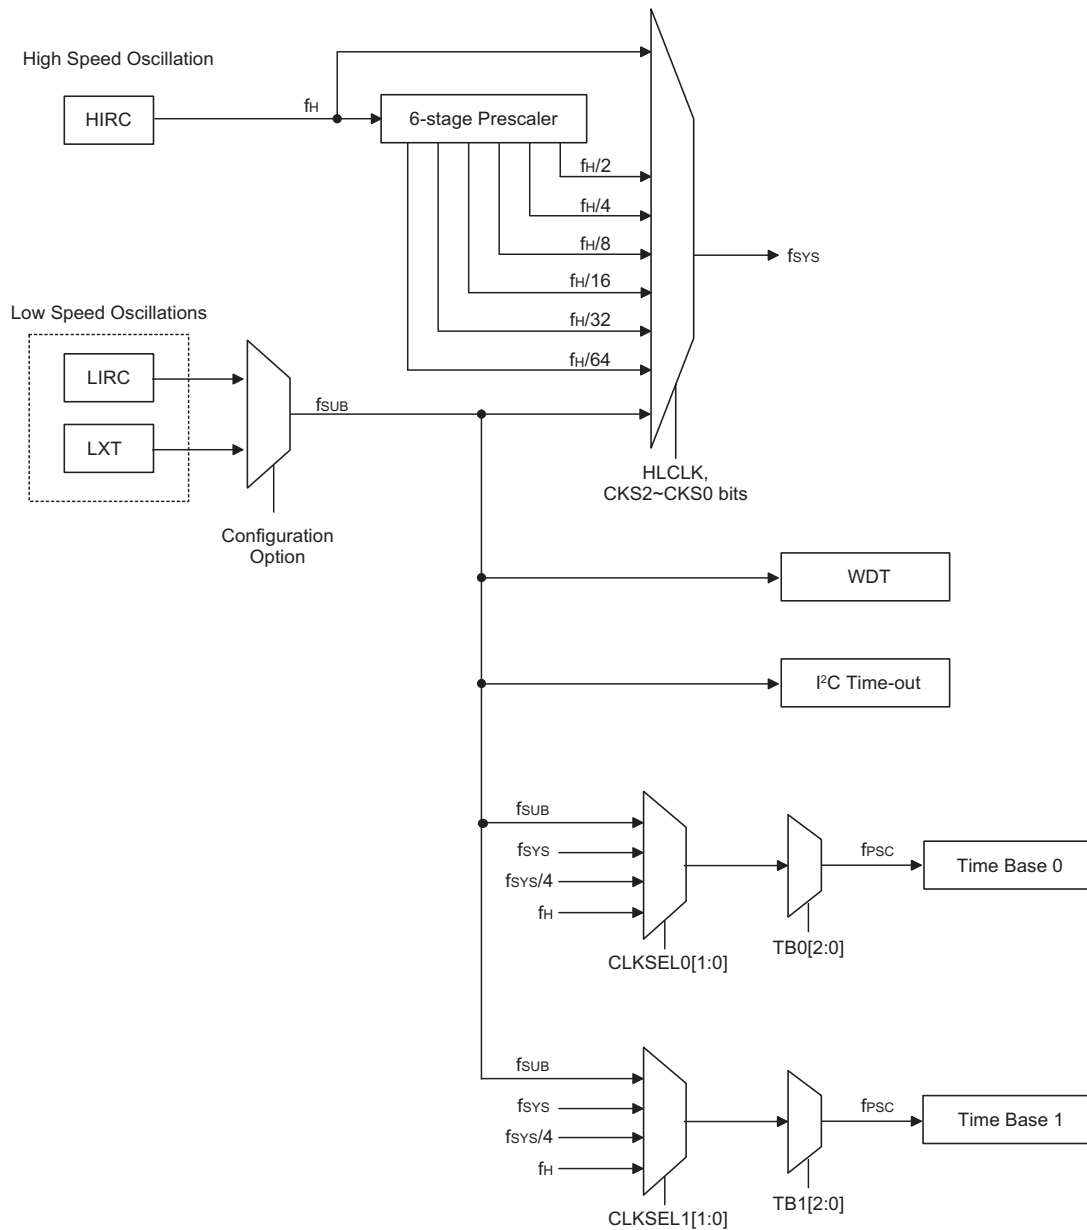 High Speed Oscillation
HIRC
fH
6-stage Prescaler
fH/2
fH/4
fH/8
fH/16
fH/32
fH/64
fSYS
Low Speed Oscillations
LIRC
LXT
fSUB
Configuration
Option
HLCLK,
CKS2~CKS0 bits
WDT
I²C Time-out
fSUB
fSYS
fSYS/4
fH
CLKSEL0[1:0]
TB0[2:0]
fPSC
Time Base 0
fSUB
fSYS
fSYS/4
fH
CLKSEL1[1:0]
TB1[2:0]
fPSC
Time Base 1